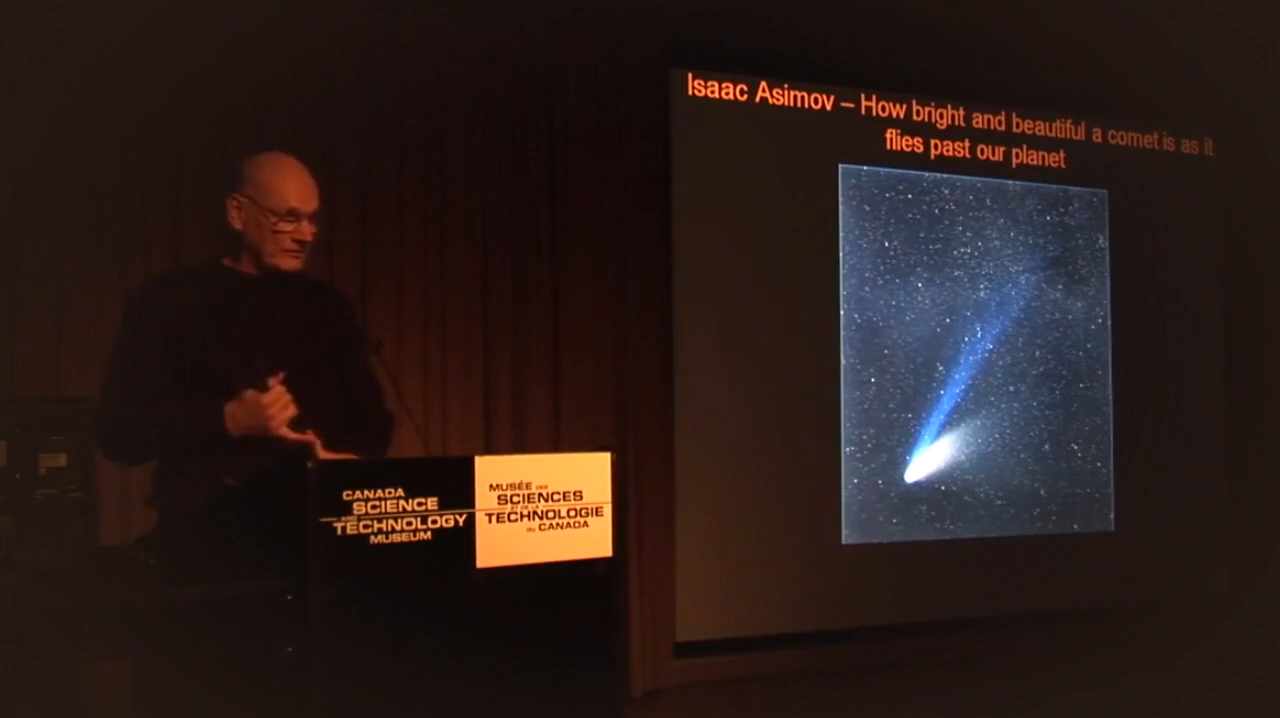 Isaac Asimov – How bright and beautiful a comet is as it
flies past our planet
CANADA
SCIENCE
AND TECHNOLOGY
MUSEUM
MUSÉE DES
SCIENCES
ET DE LA
TECHNOLOGIE
DU CANADA